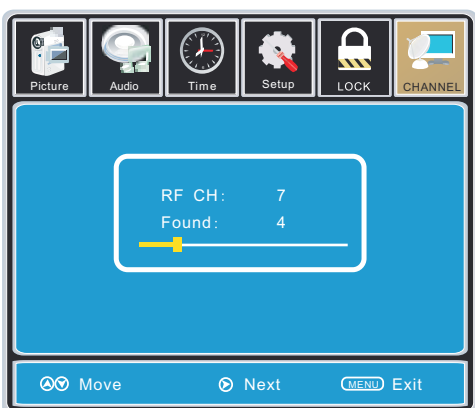 Picture Audio Time Setup LOCK CHANNEL
RF CH: 7
Found: 4
Move Next MENU Exit